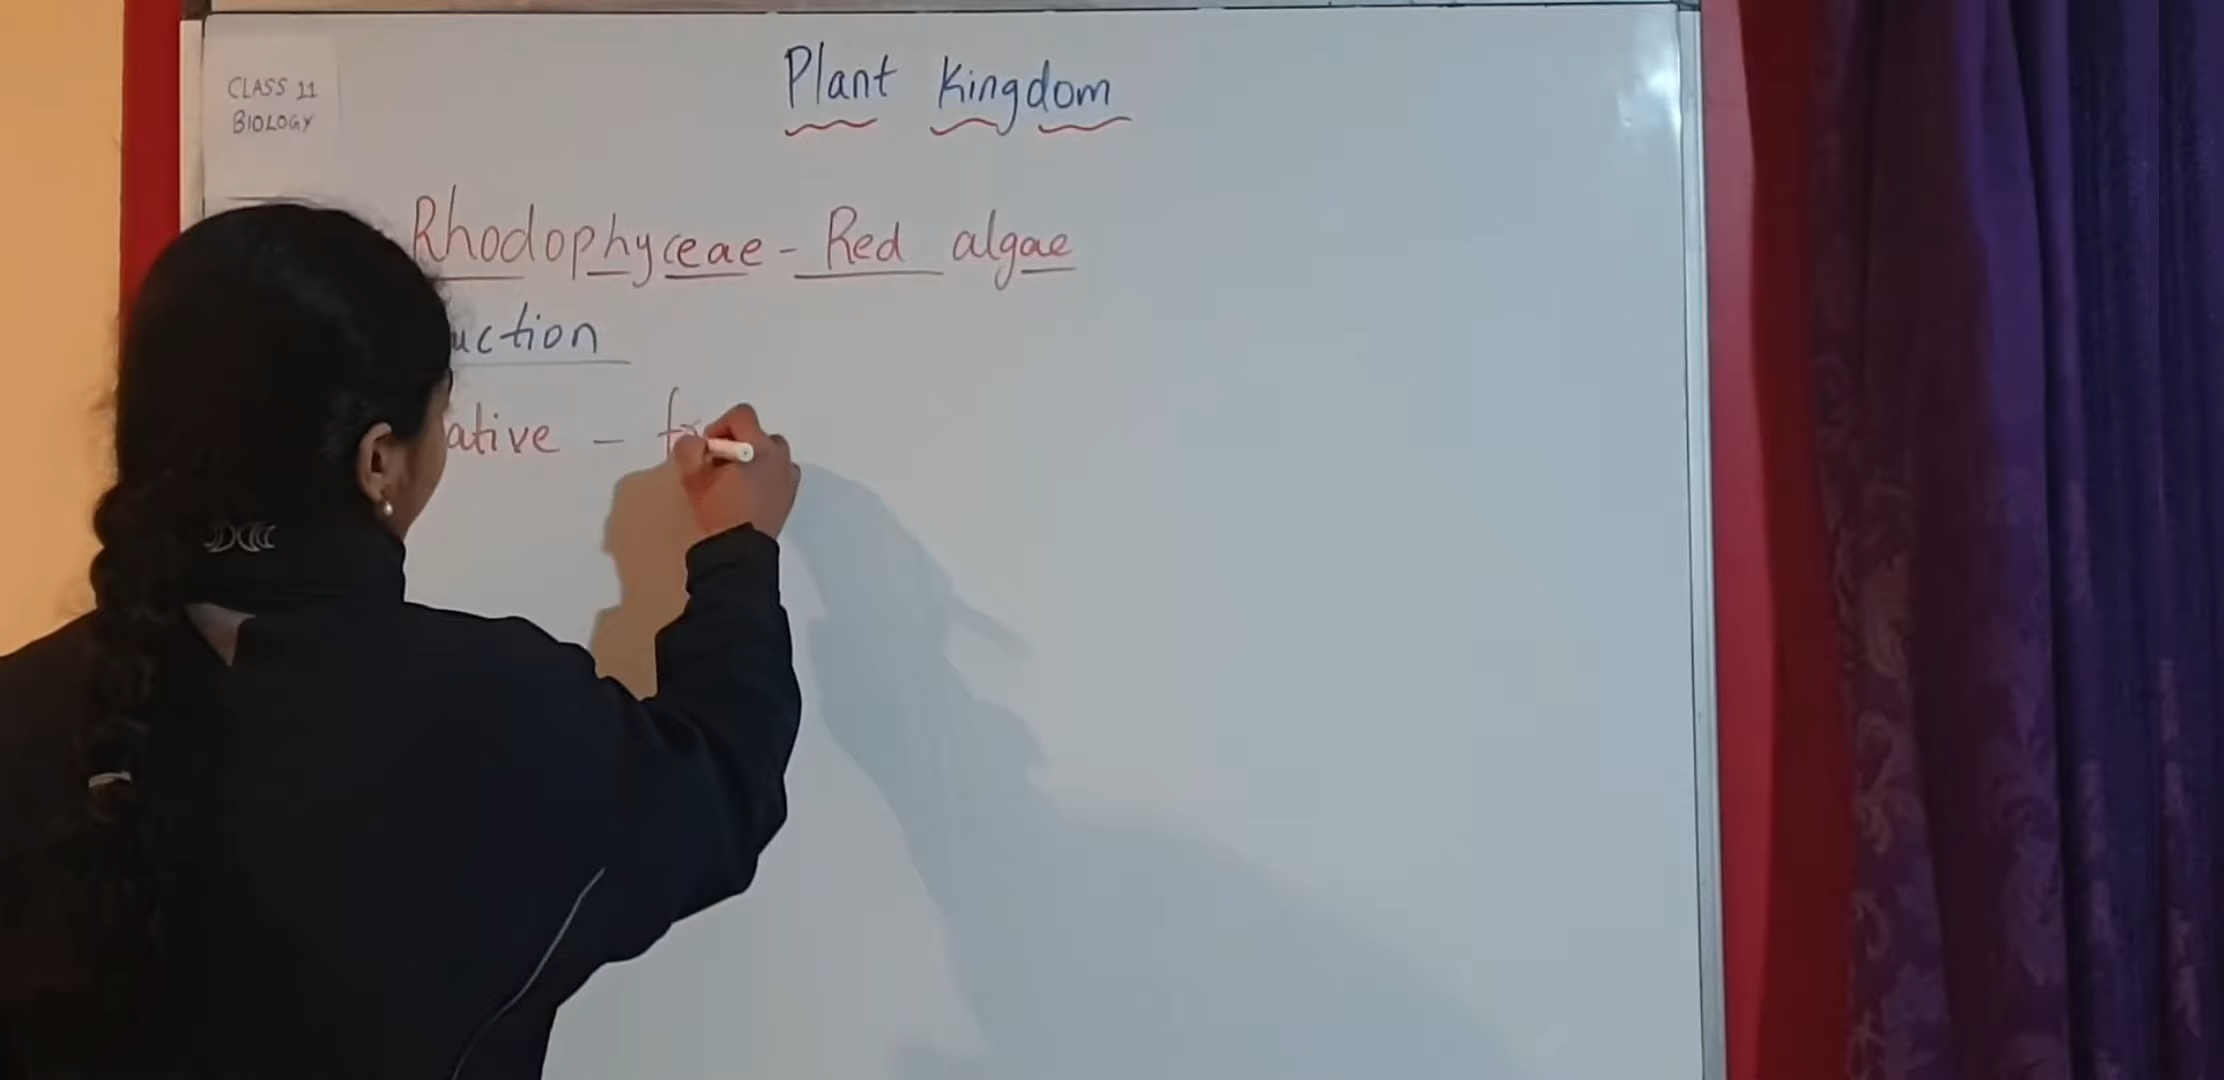 CLASS 11
BIOLOGY
Plant Kingdom
Rhodophyceae - Red algae
uction
ative -